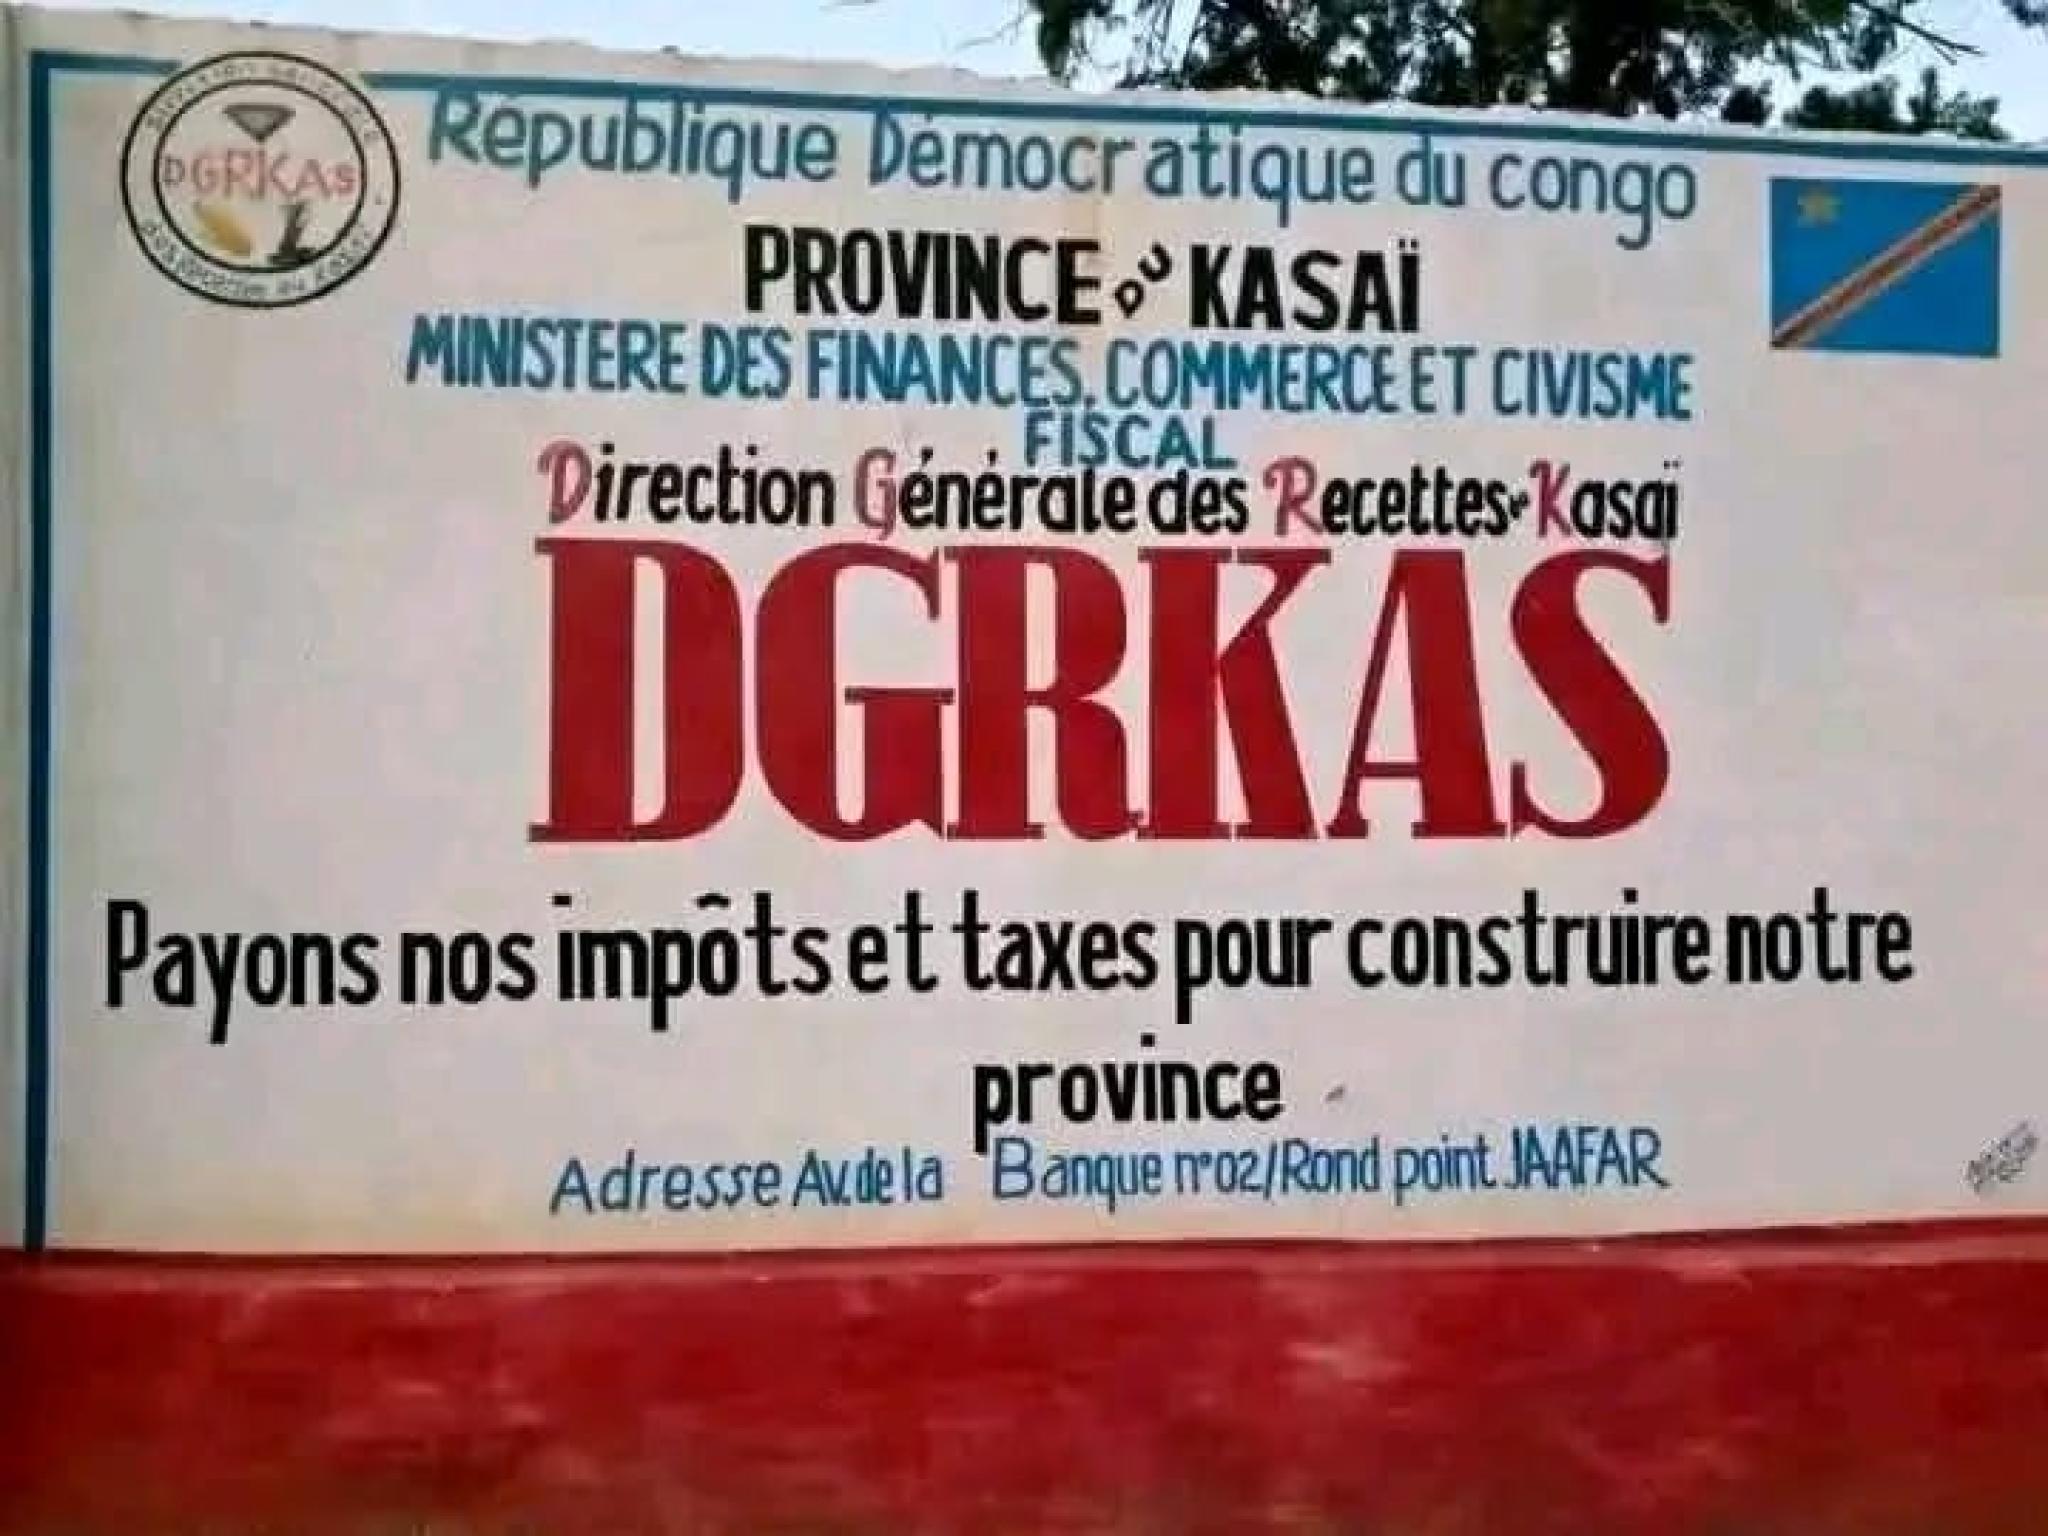 République Démocratique du congo
PROVINCE DU KASAÏ
MINISTERE DES FINANCES, COMMERCE ET CIVISME
FISCAL
Direction Générale des Recettes Kasaï
DGRKAS
DGRKAS
Payons nos impôts et taxes pour construire notre
province
Adresse Av. de la Banque n°02/Rond point JAAFAR